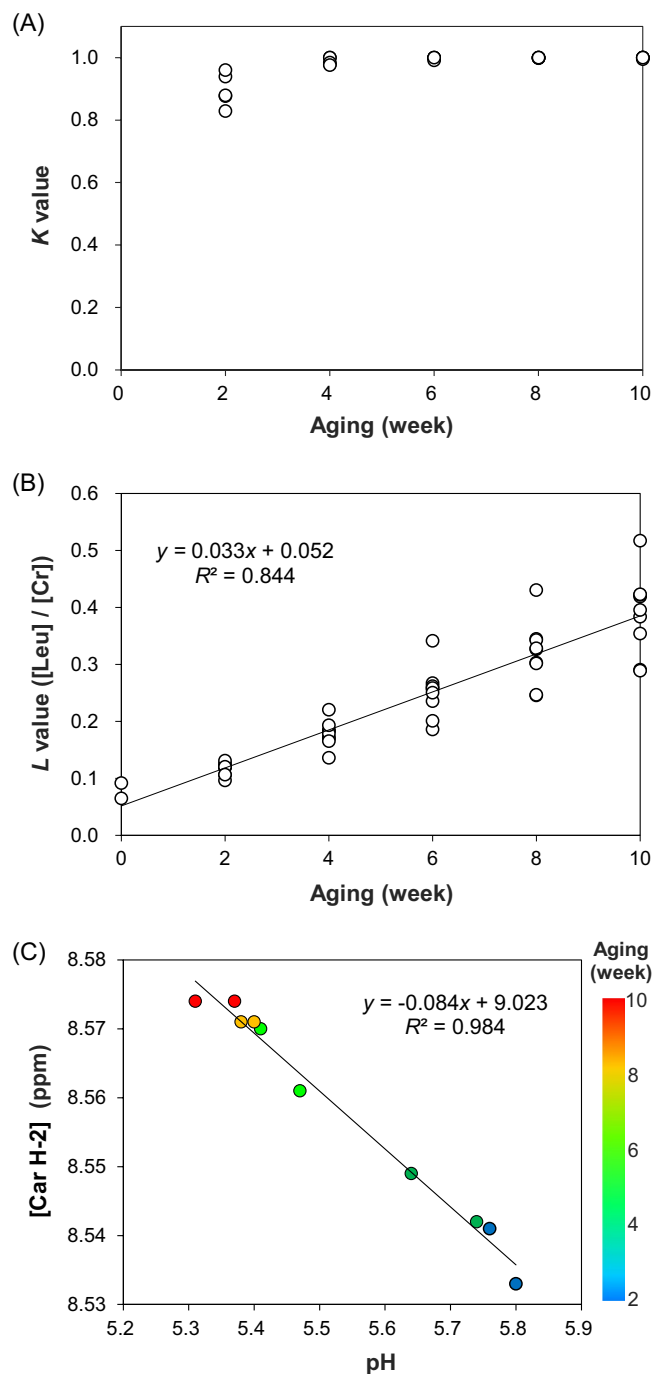 (A)
1.0
0.8
0.6
0.4
0.2
0.0
K value
0 2 4 6 8 10
Aging (week)
(B)
0.6
0.5
0.4
0.3
0.2
0.1
0.0
L value ([Leu] / [Cr])
y = 0.033x + 0.052
R² = 0.844
0 2 4 6 8 10
Aging (week)
(C)
8.58
8.57
8.56
8.55
8.54
8.53
[Car H-2] (ppm)
y = -0.084x + 9.023
R² = 0.984
5.2 5.3 5.4 5.5 5.6 5.7 5.8 5.9
pH
Aging
(week)
10
8
6
4
2